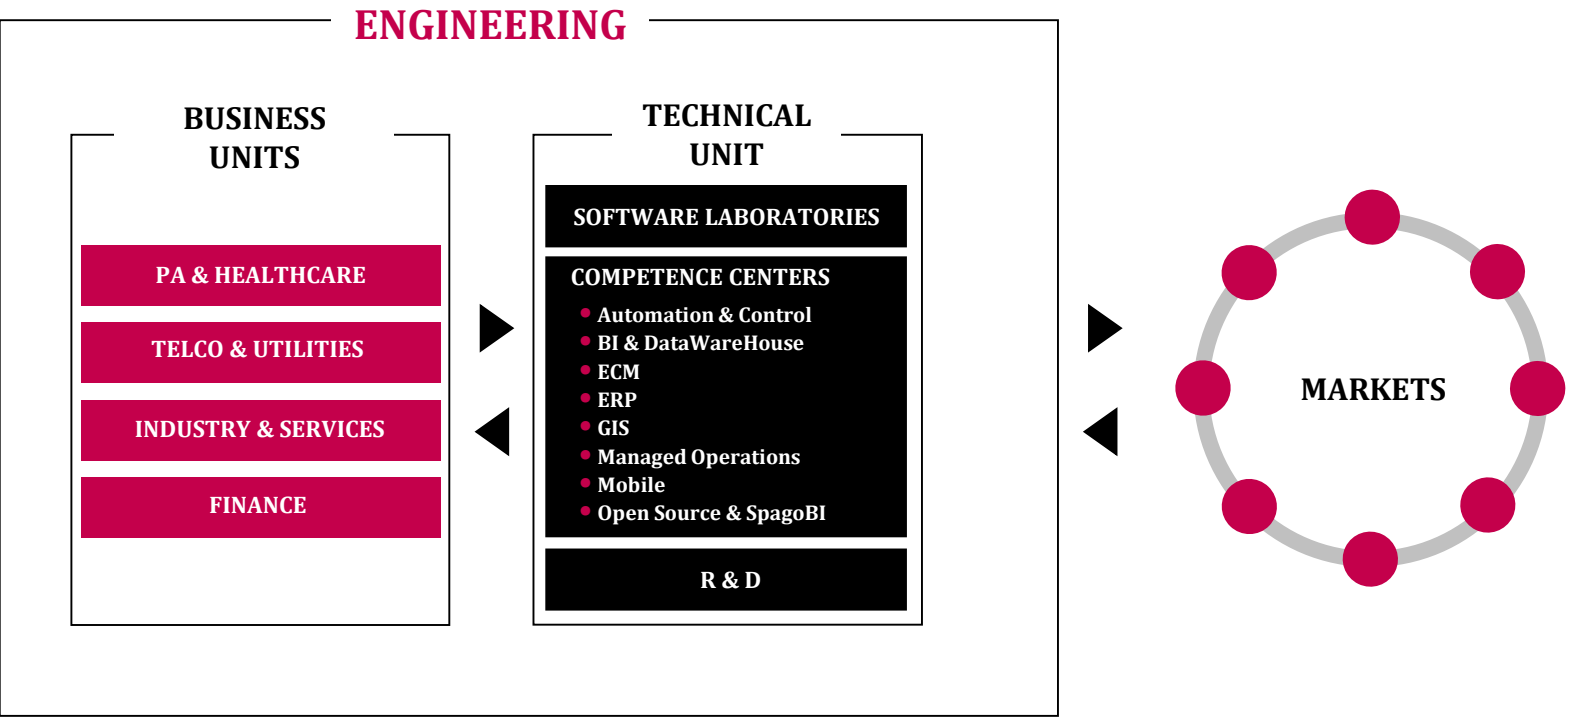 ENGINEERING
BUSINESS
UNITS
PA & HEALTHCARE
TELCO & UTILITIES
INDUSTRY & SERVICES
FINANCE
TECHNICAL
UNIT
SOFTWARE LABORATORIES
COMPETENCE CENTERS
• Automation & Control
• BI & DataWareHouse
• ECM
• ERP
• GIS
• Managed Operations
• Mobile
• Open Source & SpagoBI
R & D
MARKETS